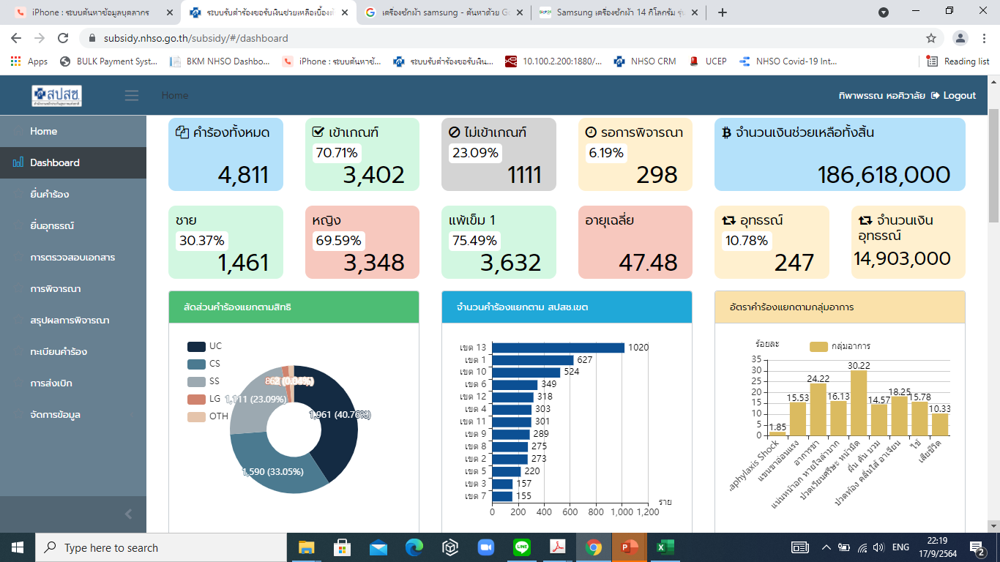 iPhone : ระบบค้นหาข้อมูลบุคลากร
ระบบรับคำร้องขอรับเงินช่วยเหลือเบื้องต้
เครื่องซักผ้า samsung - ค้นหาด้วย Go
Samsung เครื่องซักผ้า 14 กิโลกรัม รุ่
subsidy.nhso.go.th/subsidy/#/dashboard
Apps
BULK Payment Syst...
BKM NHSO Dashbo...
iPhone : ระบบค้นหาข้...
ระบบรับคำร้องขอรับเงิน...
10.100.2.200:1880/...
NHSO CRM
UCEP
NHSO Covid-19 Int...
Reading list
สปสช.
Home
ทิพาพรรณ หอศิวาลัย Logout
Home
Dashboard
ยื่นคำร้อง
ยื่นอุทธรณ์
การตรวจสอบเอกสาร
การพิจารณา
สรุปผลการพิจารณา
ทะเบียนคำร้อง
การส่งเบิก
จัดการข้อมูล
คำร้องทั้งหมด
4,811
เข้าเกณฑ์
70.71%
3,402
ไม่เข้าเกณฑ์
23.09%
1111
รอการพิจารณา
6.19%
298
จำนวนเงินช่วยเหลือทั้งสิ้น
186,618,000
ชาย
30.37%
1,461
หญิง
69.59%
3,348
แพ้เข็ม 1
75.49%
3,632
อายุเฉลี่ย
47.48
อุทธรณ์
10.78%
247
จำนวนเงิน
อุทธรณ์
14,903,000
สัดส่วนคำร้องแยกตามสิทธิ
UC
CS
SS
LG
OTH
1,111 (23.09%)
1,961 (40.76%)
1,590 (33.05%)
จำนวนคำร้องแยกตาม สปสช.เขต
เขต 13 1020
เขต 1 627
เขต 10 524
เขต 6 349
เขต 12 318
เขต 4 303
เขต 11 301
เขต 9 289
เขต 8 275
เขต 2 273
เขต 5 220
เขต 3 157
เขต 7 155
0 200 400 600 800 1,000 1,200
ราย
อัตราคำร้องแยกตามกลุ่มอาการ
ร้อยละ
กลุ่มอาการ
35
30
25
20
15
10
5
0
1.85
15.53
24.22
16.13
30.22
14.57
18.25
15.78
10.33
aphylaxis Shock
แขนขาอ่อนแรง
อาการชา
แน่นหน้าอก หายใจลำบาก
ปวดเวียนศรีษะ หน้ามืด
ผื่น คัน บวม
ปวดท้อง คลื่นไส้ อาเจียน
ไข้
เสียชีวิต
Type here to search
ENG
22:19
17/9/2564
2